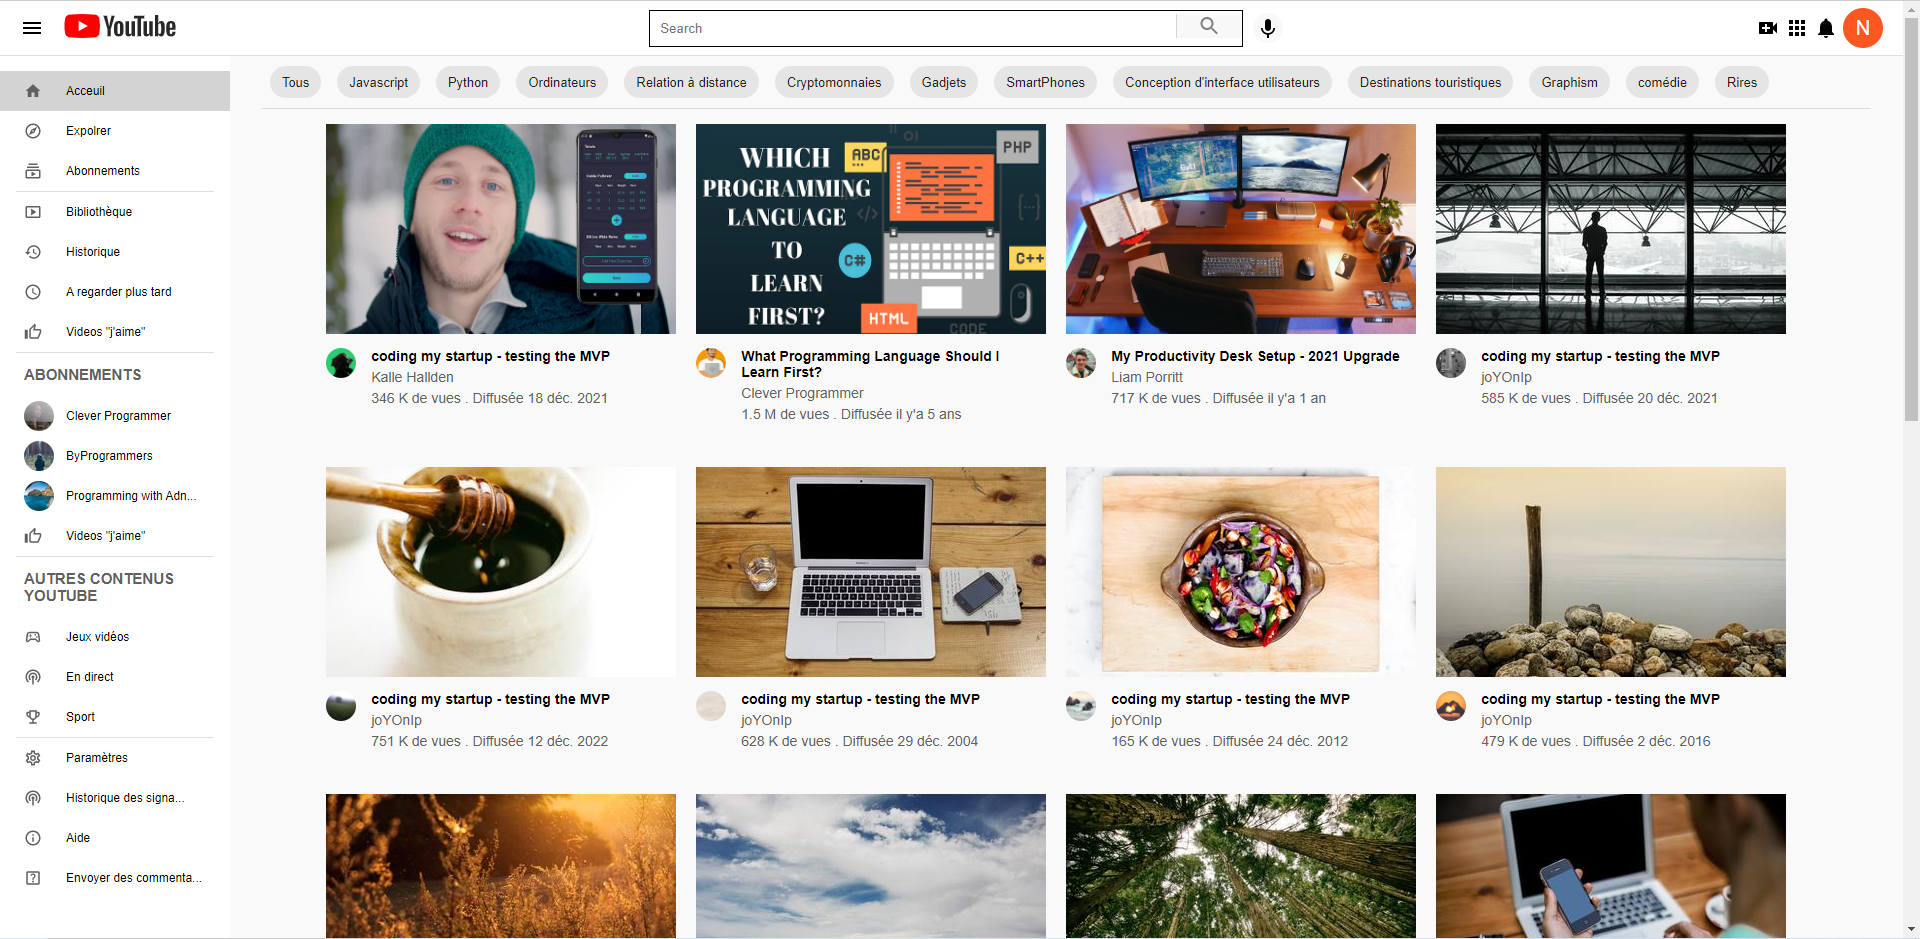 YouTube
Search
N
Acceuil
Expolrer
Abonnements
Bibliothèque
Historique
A regarder plus tard
Videos "j'aime"
ABONNEMENTS
Clever Programmer
ByProgrammers
Programming with Adn...
Videos "j'aime"
AUTRES CONTENUS
YOUTUBE
Jeux vidéos
En direct
Sport
Paramètres
Historique des signa...
Aide
Envoyer des commenta...
Tous
Javascript
Python
Ordinateurs
Relation à distance
Cryptomonnaies
Gadjets
SmartPhones
Conception d'interface utilisateurs
Destinations touristiques
Graphism
comédie
Rires
WHICH
PROGRAMMING
LANGUAGE
TO
LEARN
FIRST?
ABC
PHP
C#
C++
HTML
CODE
coding my startup - testing the MVP
Kalle Hallden
346 K de vues . Diffusée 18 déc. 2021
What Programming Language Should I
Learn First?
Clever Programmer
1.5 M de vues . Diffusée il y'a 5 ans
My Productivity Desk Setup - 2021 Upgrade
Liam Porritt
717 K de vues . Diffusée il y'a 1 an
coding my startup - testing the MVP
joYOnIp
585 K de vues . Diffusée 20 déc. 2021
coding my startup - testing the MVP
joYOnIp
751 K de vues . Diffusée 12 déc. 2022
coding my startup - testing the MVP
joYOnIp
628 K de vues . Diffusée 29 déc. 2004
coding my startup - testing the MVP
joYOnIp
165 K de vues . Diffusée 24 déc. 2012
coding my startup - testing the MVP
joYOnIp
479 K de vues . Diffusée 2 déc. 2016